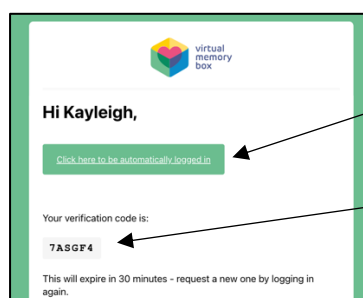 virtual
memory
box
Hi Kayleigh,
Click here to be automatically logged in
Your verification code is:
7ASGF4
This will expire in 30 minutes - request a new one by logging in
again.